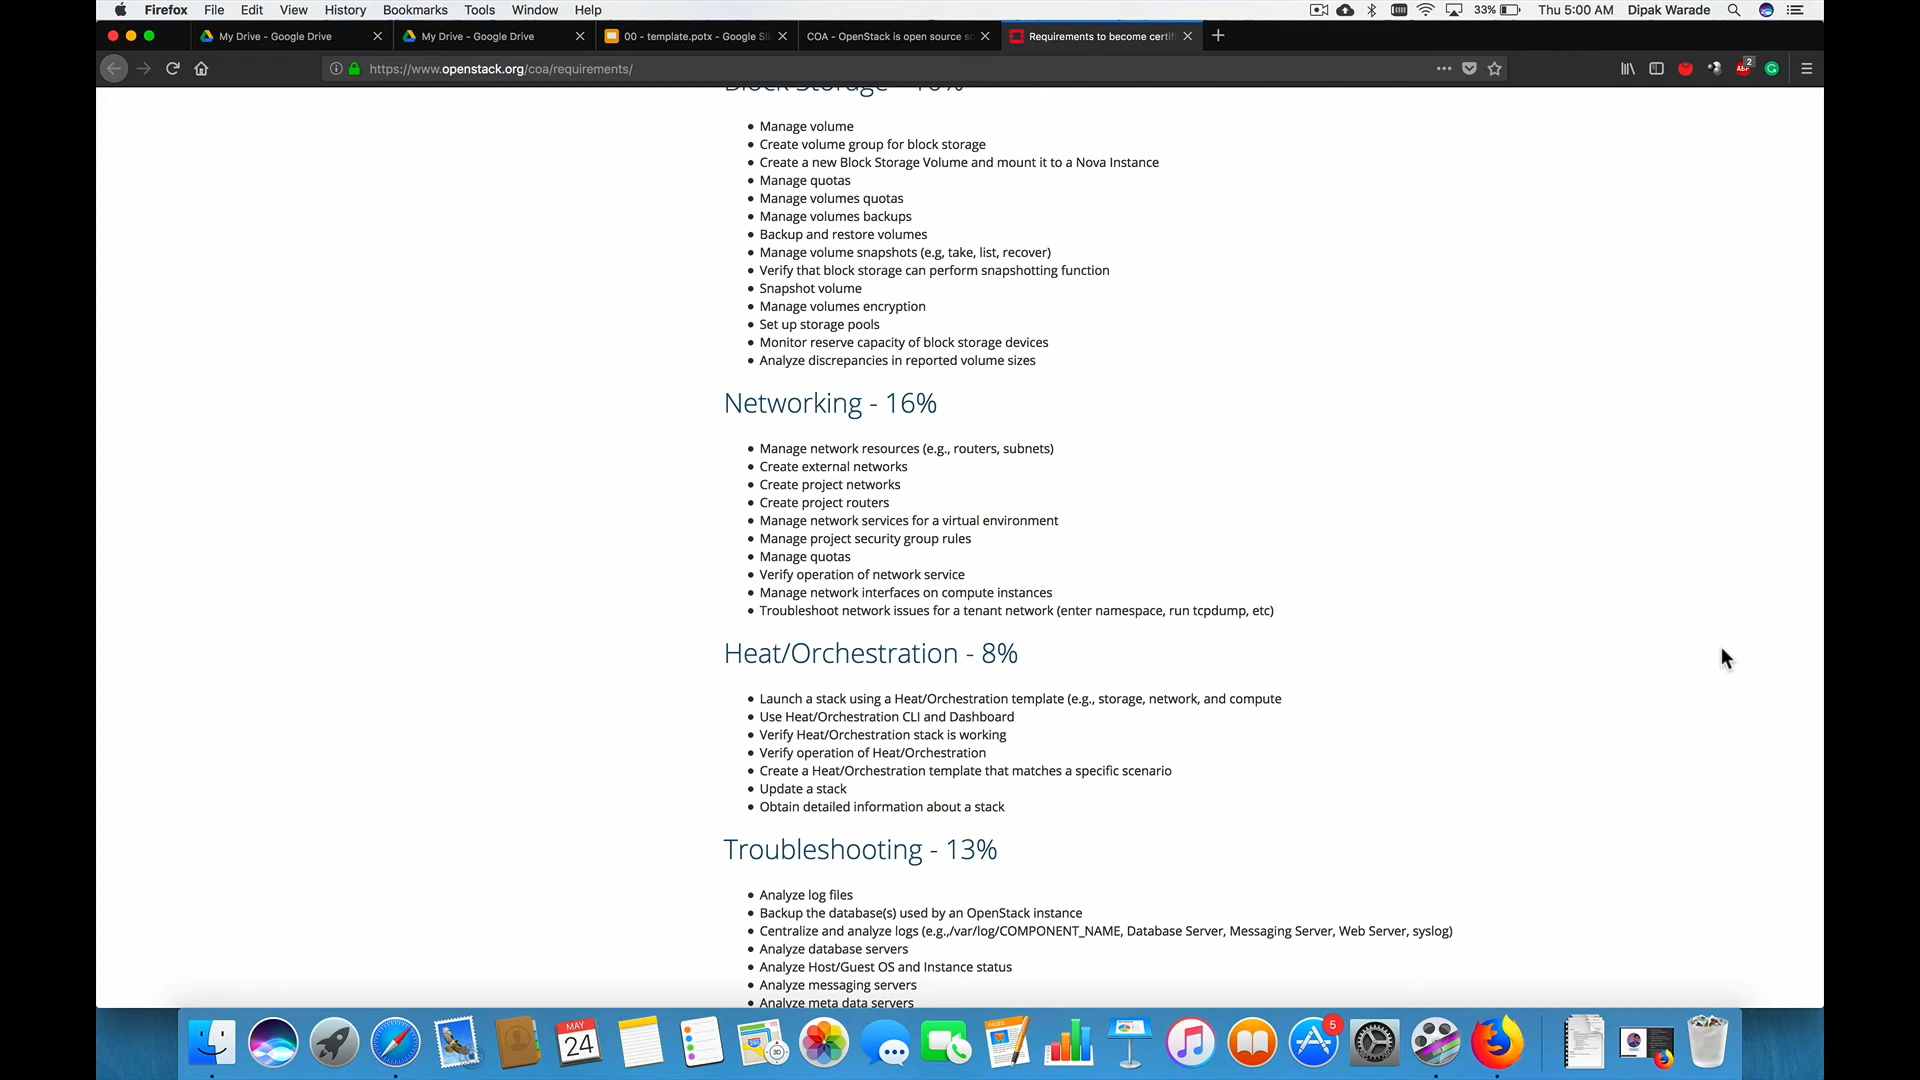 Firefox File Edit View History Bookmarks Tools Window Help 33% Thu 5:00 AM Dipak Warade
My Drive - Google Drive My Drive - Google Drive 00 - template.potx - Google Sli COA - OpenStack is open source so Requirements to become certif
https://www.openstack.org/coa/requirements/ ABP 2
Block Storage - 10%
Manage volume
Create volume group for block storage
Create a new Block Storage Volume and mount it to a Nova Instance
Manage quotas
Manage volumes quotas
Manage volumes backups
Backup and restore volumes
Manage volume snapshots (e.g, take, list, recover)
Verify that block storage can perform snapshotting function
Snapshot volume
Manage volumes encryption
Set up storage pools
Monitor reserve capacity of block storage devices
Analyze discrepancies in reported volume sizes
Networking - 16%
Manage network resources (e.g., routers, subnets)
Create external networks
Create project networks
Create project routers
Manage network services for a virtual environment
Manage project security group rules
Manage quotas
Verify operation of network service
Manage network interfaces on compute instances
Troubleshoot network issues for a tenant network (enter namespace, run tcpdump, etc)
Heat/Orchestration - 8%
Launch a stack using a Heat/Orchestration template (e.g., storage, network, and compute
Use Heat/Orchestration CLI and Dashboard
Verify Heat/Orchestration stack is working
Verify operation of Heat/Orchestration
Create a Heat/Orchestration template that matches a specific scenario
Update a stack
Obtain detailed information about a stack
Troubleshooting - 13%
Analyze log files
Backup the database(s) used by an OpenStack instance
Centralize and analyze logs (e.g.,/var/log/COMPONENT_NAME, Database Server, Messaging Server, Web Server, syslog)
Analyze database servers
Analyze Host/Guest OS and Instance status
Analyze messaging servers
Analyze meta data servers
MAY
24
3D
PAGES
5